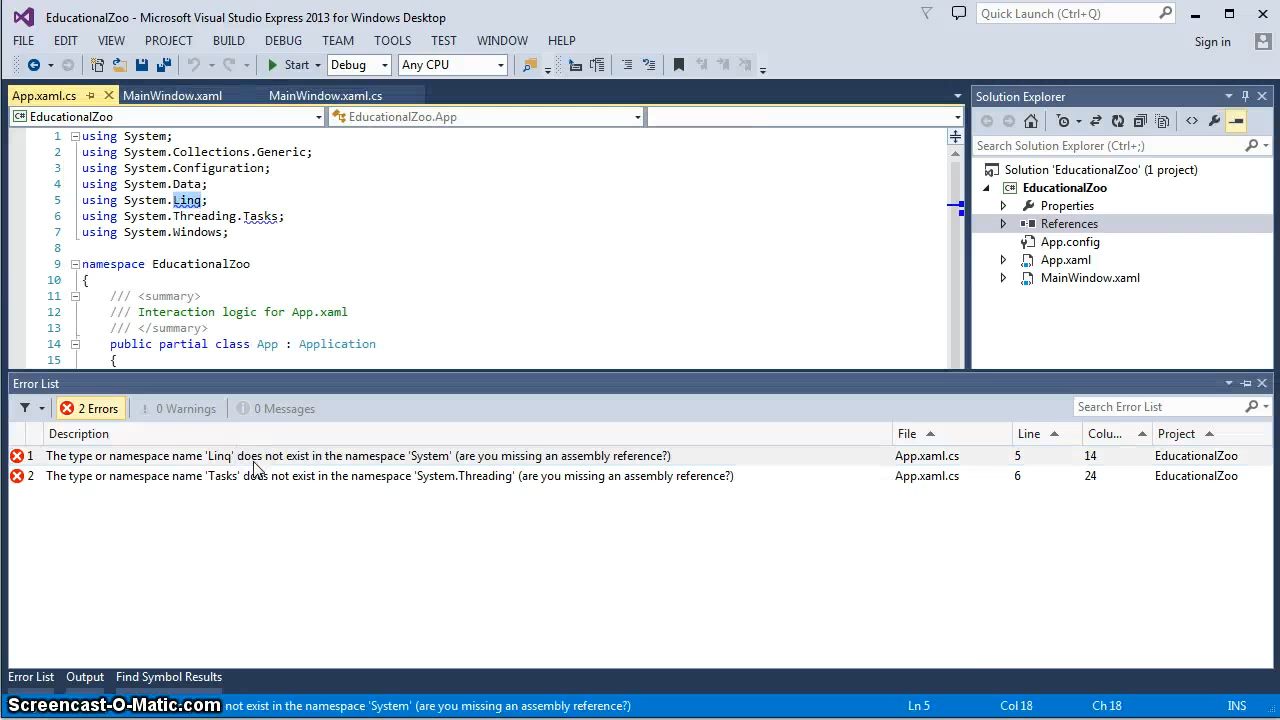 EducationalZoo - Microsoft Visual Studio Express 2013 for Windows Desktop
Quick Launch (Ctrl+Q)
FILE EDIT VIEW PROJECT BUILD DEBUG TEAM TOOLS TEST WINDOW HELP
Sign in
Start Debug Any CPU
App.xaml.cs MainWindow.xaml MainWindow.xaml.cs
EducationalZoo EducationalZoo.App
1 using System;
2 using System.Collections.Generic;
3 using System.Configuration;
4 using System.Data;
5 using System.Linq;
6 using System.Threading.Tasks;
7 using System.Windows;
8
9 namespace EducationalZoo
10 {
11 /// <summary>
12 /// Interaction logic for App.xaml
13 /// </summary>
14 public partial class App : Application
15 {
Solution Explorer
Search Solution Explorer (Ctrl+;)
Solution 'EducationalZoo' (1 project)
EducationalZoo
Properties
References
App.config
App.xaml
MainWindow.xaml
Error List
2 Errors 0 Warnings 0 Messages
Search Error List
Description File Line Colu... Project
1 The type or namespace name 'Linq' does not exist in the namespace 'System' (are you missing an assembly reference?) App.xaml.cs 5 14 EducationalZoo
2 The type or namespace name 'Tasks' does not exist in the namespace 'System.Threading' (are you missing an assembly reference?) App.xaml.cs 6 24 EducationalZoo
Error List Output Find Symbol Results
Screencast-O-Matic.com not exist in the namespace 'System' (are you missing an assembly reference?) Ln 5 Col 18 Ch 18 INS